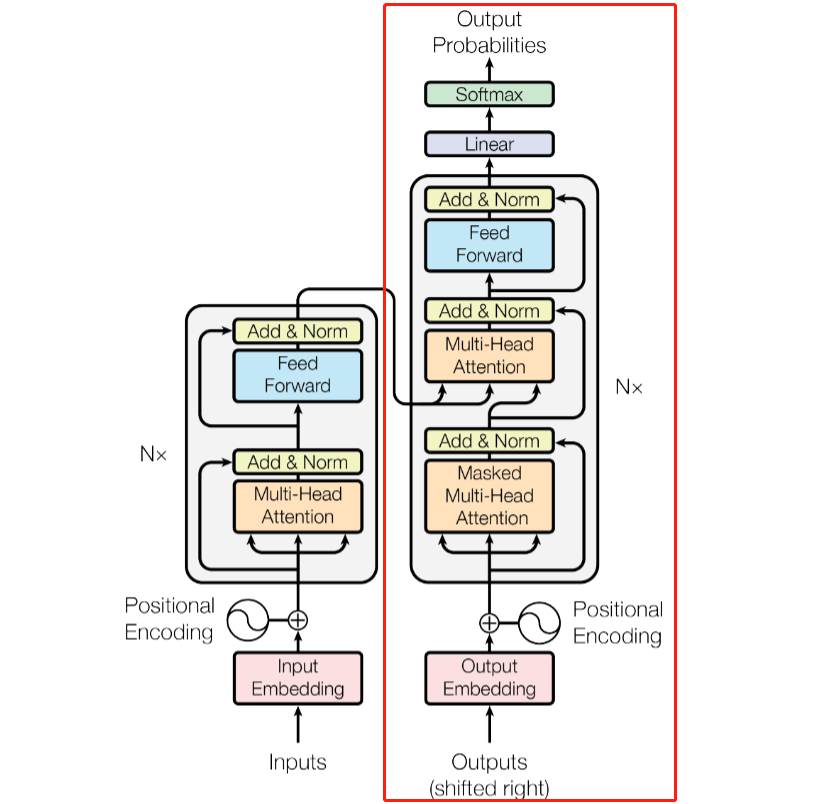 Output
Probabilities
Softmax
Linear
Add & Norm
Feed
Forward
Add & Norm
Multi-Head
Attention
Add & Norm
Masked
Multi-Head
Attention
Nx
Positional
Encoding
Output
Embedding
Outputs
(shifted right)
Add & Norm
Feed
Forward
Add & Norm
Multi-Head
Attention
Nx
Positional
Encoding
Input
Embedding
Inputs